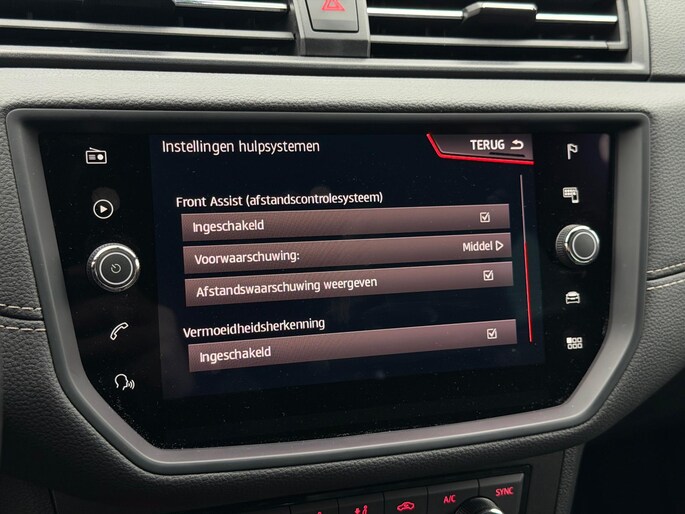 Instellingen hulpsystemen
TERUG
Front Assist (afstandscontrolesysteem)
Ingeschakeld
Voorwaarschuwing:
Middel
Afstandswaarschuwing weergeven
Vermoeidheidsherkenning
Ingeschakeld
A/C
SYNC